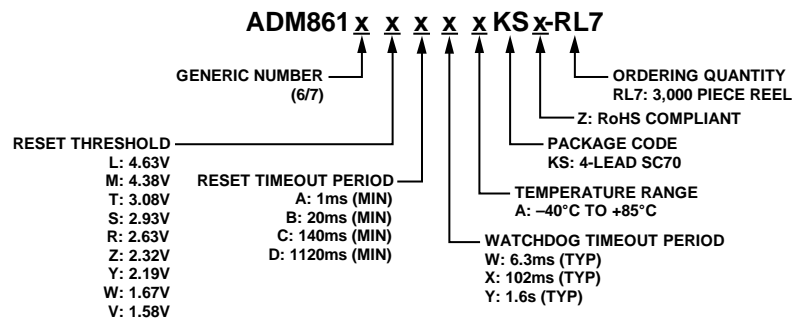 ADM861 x x x x x KS x-RL7
GENERIC NUMBER
(6/7)
ORDERING QUANTITY
RL7: 3,000 PIECE REEL
Z: RoHS COMPLIANT
RESET THRESHOLD
L: 4.63V
M: 4.38V
T: 3.08V
S: 2.93V
R: 2.63V
Z: 2.32V
Y: 2.19V
W: 1.67V
V: 1.58V
RESET TIMEOUT PERIOD
A: 1ms (MIN)
B: 20ms (MIN)
C: 140ms (MIN)
D: 1120ms (MIN)
PACKAGE CODE
KS: 4-LEAD SC70
TEMPERATURE RANGE
A: –40°C TO +85°C
WATCHDOG TIMEOUT PERIOD
W: 6.3ms (TYP)
X: 102ms (TYP)
Y: 1.6s (TYP)